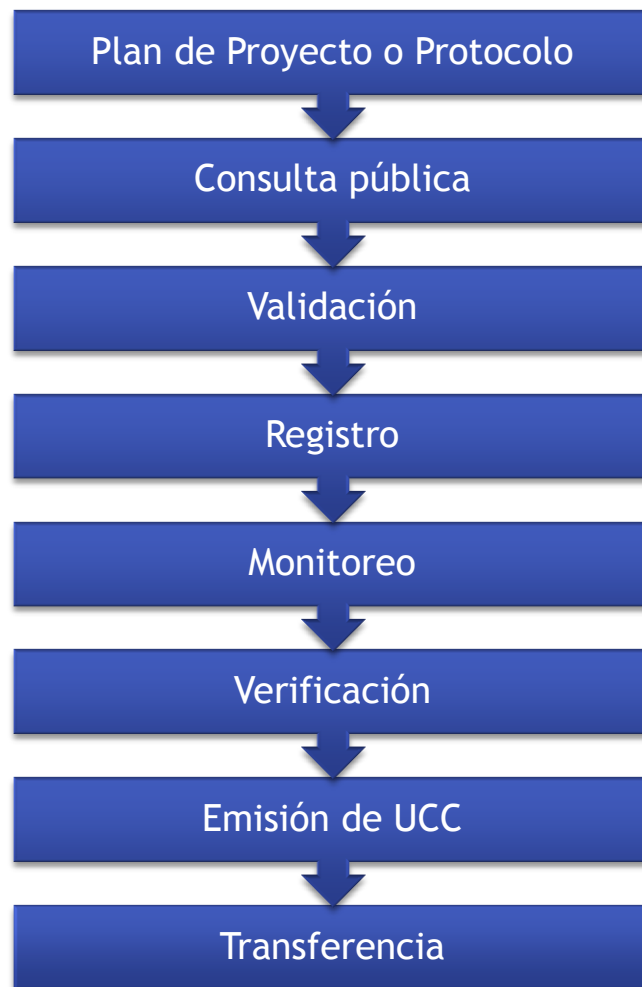 Plan de Proyecto o Protocolo
Consulta pública
Validación
Registro
Monitoreo
Verificación
Emisión de UCC
Transferencia